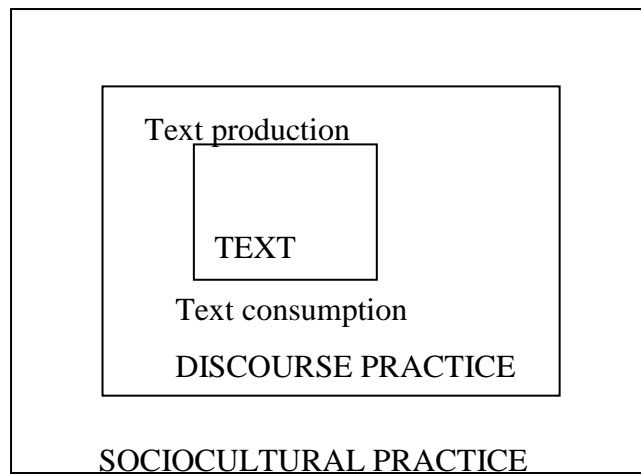 Text production
TEXT
Text consumption
DISCOURSE PRACTICE
SOCIOCULTURAL PRACTICE